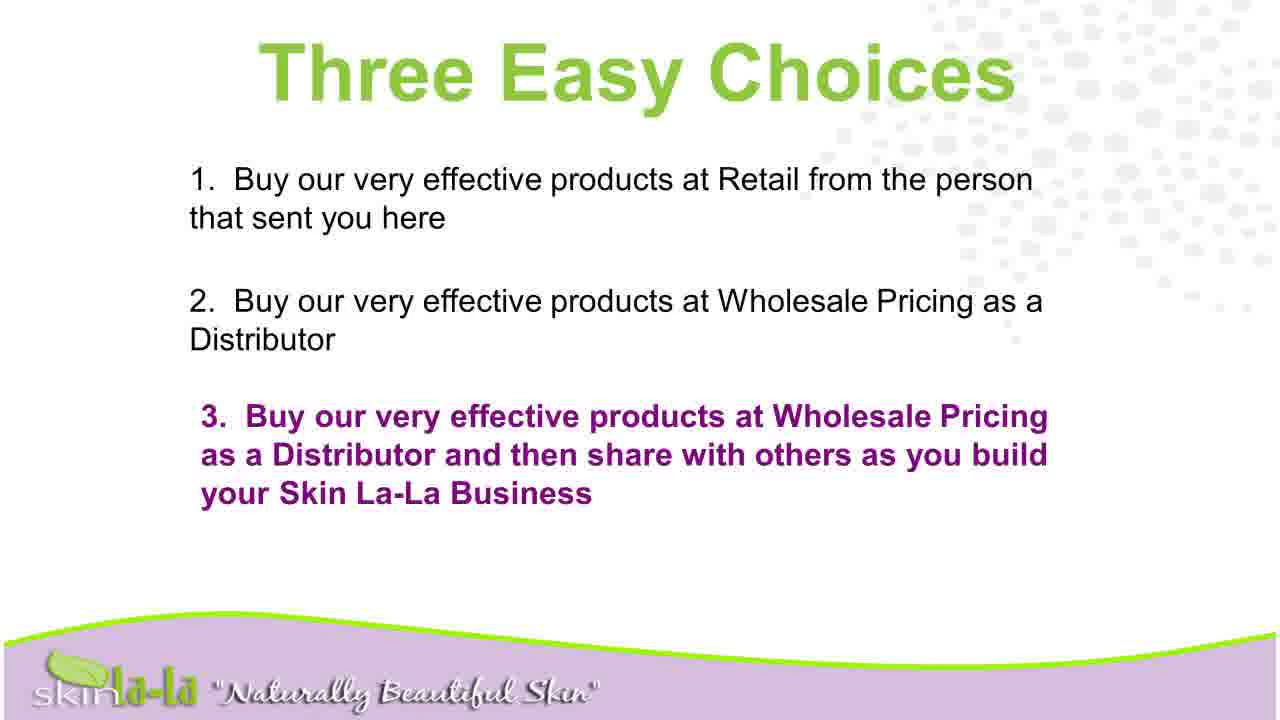 Three Easy Choices
1. Buy our very effective products at Retail from the person
that sent you here
2. Buy our very effective products at Wholesale Pricing as a
Distributor
3. Buy our very effective products at Wholesale Pricing
as a Distributor and then share with others as you build
your Skin La-La Business
skin la-la "Naturally Beautiful Skin"